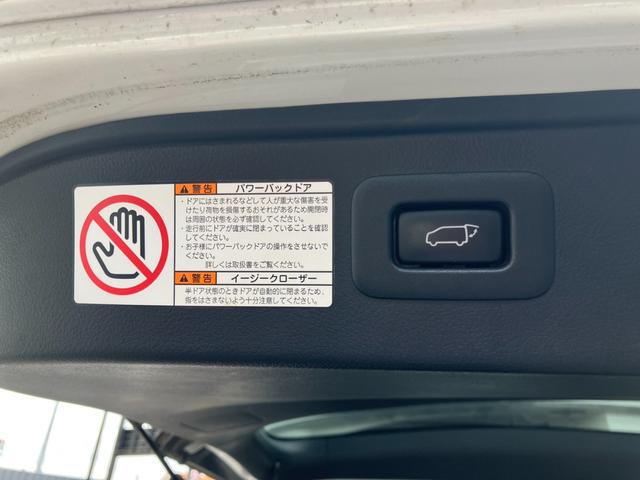 警告 パワーバックドア
・ドアにはさまれるなどして人が重大な傷害を受
けたり荷物を損傷するおそれがあるため開閉時
は周囲の状態を必ず確認してください。
・走行前にドアが確実に閉まっていることを確認
してください。
・お子様にパワーバックドアの操作をさせないで
ください。
詳しくは取扱書をご覧ください。
警告 イージークローザー
半ドア状態のときドアが自動的に閉まるため、
指をはさまないよう十分注意してください。